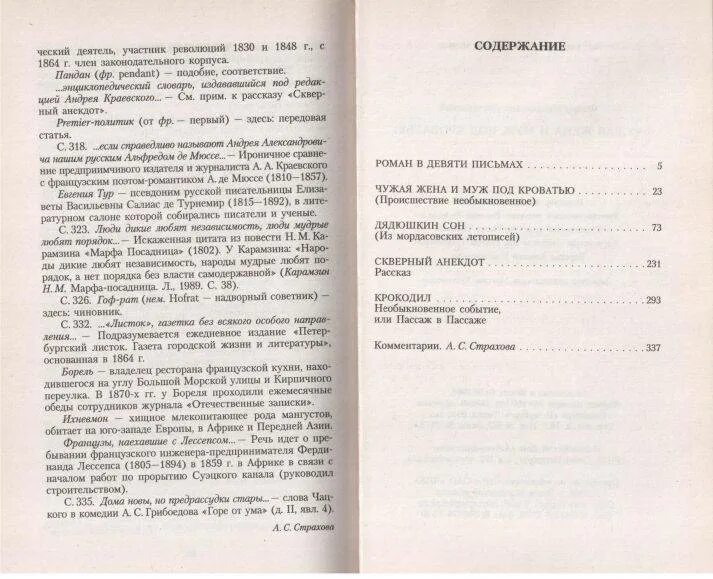 ческий деятель, участник революций 1830 и 1848 г., с
1864 г. член законодательного корпуса.
Пандан (фр. pendant) — подобие, соответствие.
...энциклопедический словарь, издававшийся под редак-
цией Андрея Краевского... — См. прим. к рассказу «Сквер-
ный анекдот».
Premier-политик (от фр. — первый) — здесь: передовая
статья.
С. 318. ...если справедливо называют Андрея Александрови-
ча нашим русским Альфредом де Мюссе... — Ироничное сравне-
ние предприимчивого издателя и журналиста А. А. Краевского
с французским поэтом-романтиком А. де Мюссе (1810—1857).
Евгения Тур — псевдоним русской писательницы Елиза-
веты Васильевны Салиас де Турнемир (1815—1892), в лите-
ратурном салоне которой собирались писатели и ученые.
С. 323. Люди дикие любят независимость, люди мудрые
любят порядок... — Искаженная цитата из повести Н. М. Ка-
рамзина «Марфа Посадница» (1802). У Карамзина: «Наро-
ды дикие любят независимость, народы мудрые любят по-
рядок, а нет порядка без власти самодержавной» (Карамзин
Н. М. Марфа-посадница. Л., 1989. С. 38).
С. 326. Гоф-рат (нем. Hofrat — надворный советник) —
здесь: чиновник.
С. 332. ...«Листок», газетка без всякого особого направ-
ления... — Подразумевается ежедневное издание «Петер-
бургский листок. Газета городской жизни и литературы», ос-
нованная в 1864 г.
Борель — владелец ресторана французской кухни, нахо-
дившегося на углу Большой Морской улицы и Кирпичного
переулка. В 1870-х гг. у Бореля проходили ежемесячные
обеды сотрудников журнала «Отечественные записки».
Ихневмон — хищное млекопитающее рода мангустов,
обитает на юго-западе Европы, в Африке и Передней Азии.
Французы, наехавшие с Лессепсом... — Речь идет о пре-
бывании французского инженера-предпринимателя Ферди-
нанда Лессепса (1805—1894) в 1859 г. в Африке в связи с
началом работ по прорытию Суэцкого канала (руководил
строительством).
С. 335. Дома новы, но предрассудки стары... — слова Чац-
кого в комедии А. С. Грибоедова «Горе от ума» (д. II, явл. 4).
А. С. Страхова
СОДЕРЖАНИЕ
РОМАН В ДЕВЯТИ ПИСЬМАХ . . . . . . . . . . . . . . . . . . 5
ЧУЖАЯ ЖЕНА И МУЖ ПОД КРОВАТЬЮ . . . . . . . . . . 23
(Происшествие необыкновенное)
ДЯДЮШКИН СОН . . . . . . . . . . . . . . . . . . . . . . . . 73
(Из мордасовских летописей)
СКВЕРНЫЙ АНЕКДОТ . . . . . . . . . . . . . . . . . . . . . 231
Рассказ
КРОКОДИЛ . . . . . . . . . . . . . . . . . . . . . . . . . . . 293
Необыкновенное событие,
или Пассаж в Пассаже
Комментарии. А. С. Страхова . . . . . . . . . . . . . . . . . 337